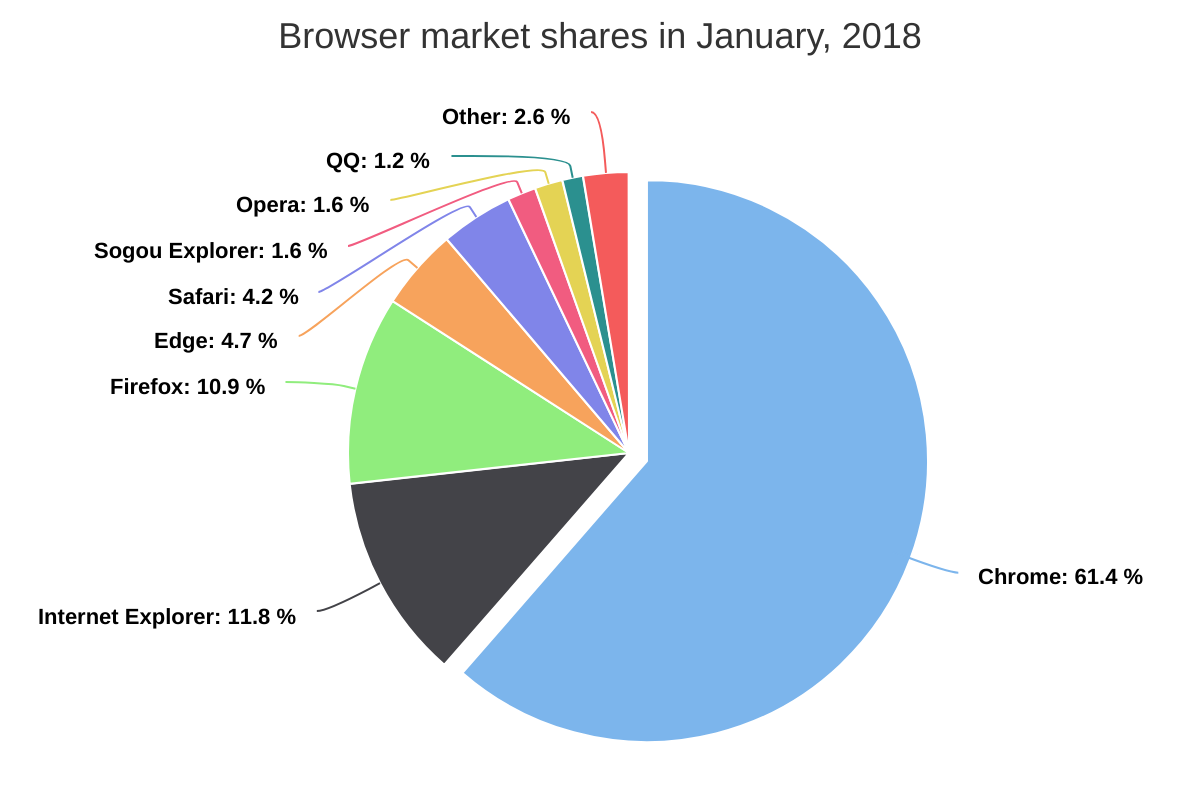 Browser market shares in January, 2018
Other: 2.6 %
QQ: 1.2 %
Opera: 1.6 %
Sogou Explorer: 1.6 %
Safari: 4.2 %
Edge: 4.7 %
Firefox: 10.9 %
Chrome: 61.4 %
Internet Explorer: 11.8 %